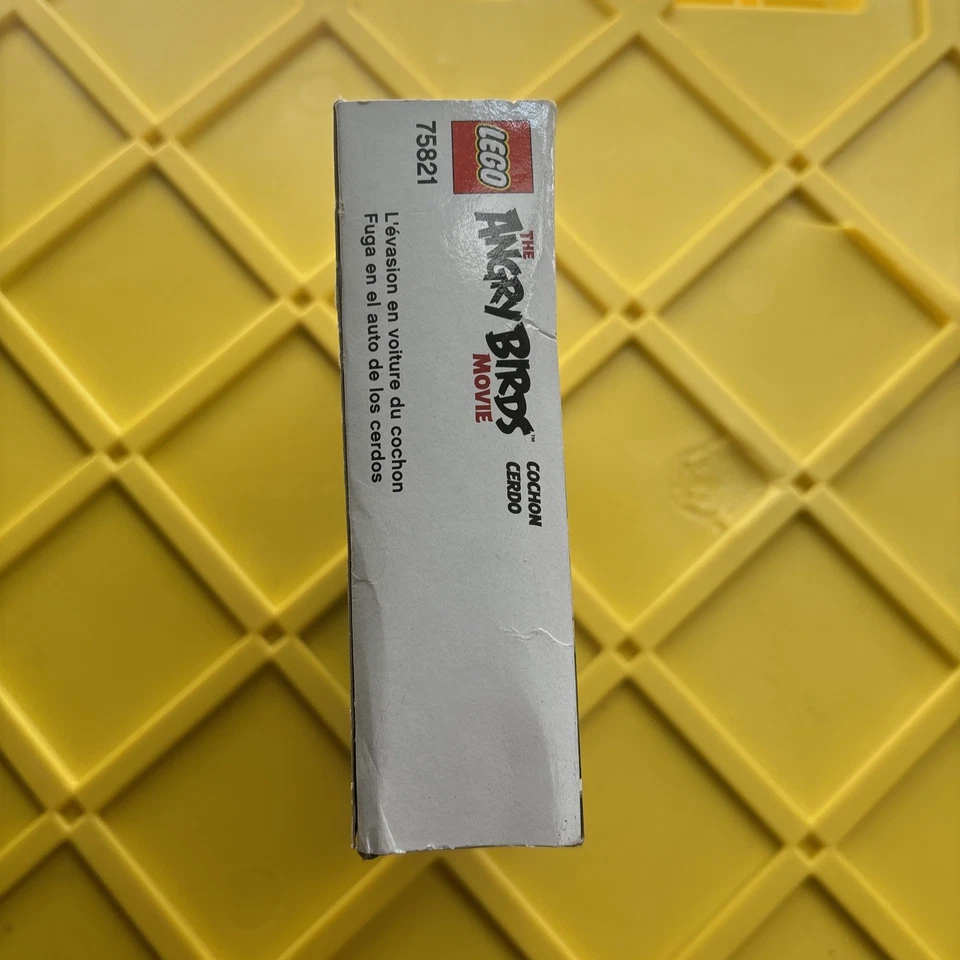 LEGO
75821
THE
ANGRY BIRDS™
MOVIE
COCHON
CERDO
L'évasion en voiture du cochon
Fuga en el auto de los cerdos